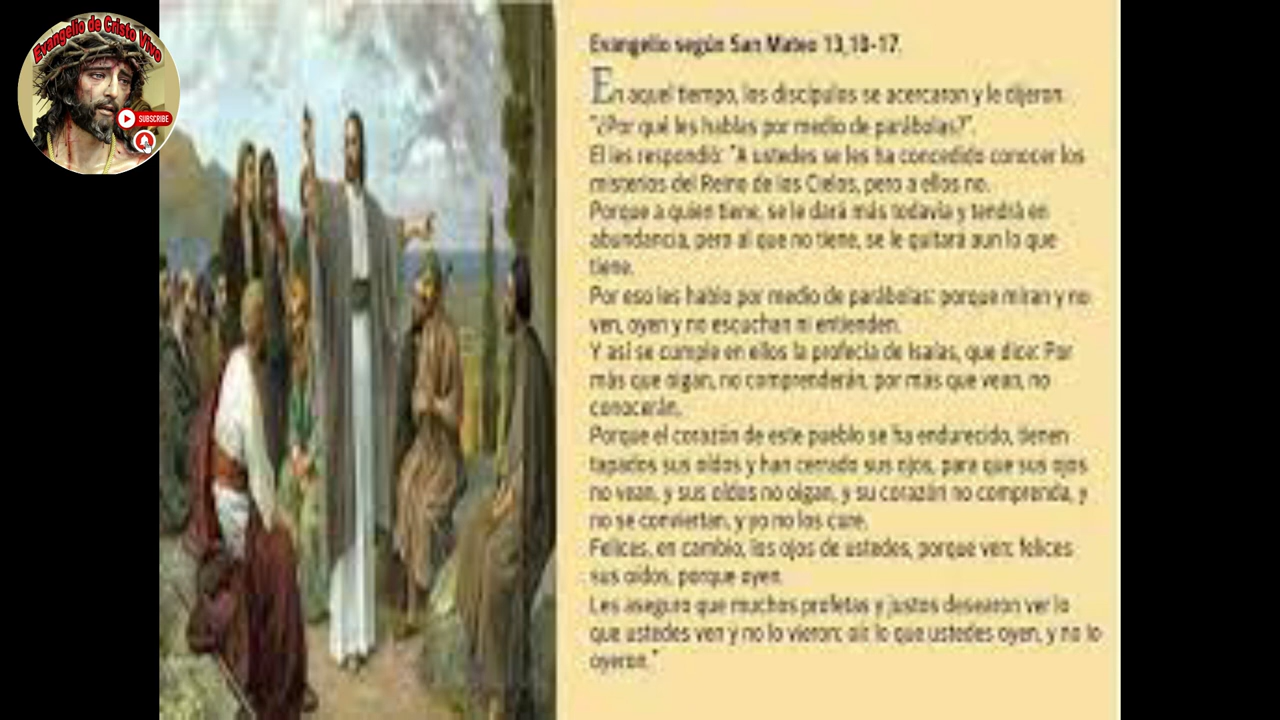 Evangelio de Cristo Vivo
SUBSCRIBE
Evangelio según San Mateo 13,10-17.
En aquel tiempo, los discípulos se acercaron y le dijeron:
"¿Por qué les hablas por medio de parábolas?".
El les respondió: "A ustedes se les ha concedido conocer los
misterios del Reino de los Cielos, pero a ellos no.
Porque a quien tiene, se le dará más todavía y tendrá en
abundancia, pero al que no tiene, se le quitará aun lo que
tiene.
Por eso les hablo por medio de parábolas: porque miran y no
ven, oyen y no escuchan ni entienden.
Y así se cumple en ellos la profecía de Isaías, que dice: Por
más que oigan, no comprenderán, por más que vean, no
conocerán,
Porque el corazón de este pueblo se ha endurecido, tienen
tapados sus oídos y han cerrado sus ojos, para que sus ojos
no vean, y sus oídos no oigan, y su corazón no comprenda, y
no se conviertan, y yo no los cure.
Felices, en cambio, los ojos de ustedes, porque ven; felices
sus oídos, porque oyen.
Les aseguro que muchos profetas y justos desearon ver lo
que ustedes ven y no lo vieron; oír lo que ustedes oyen, y no lo
oyeron."